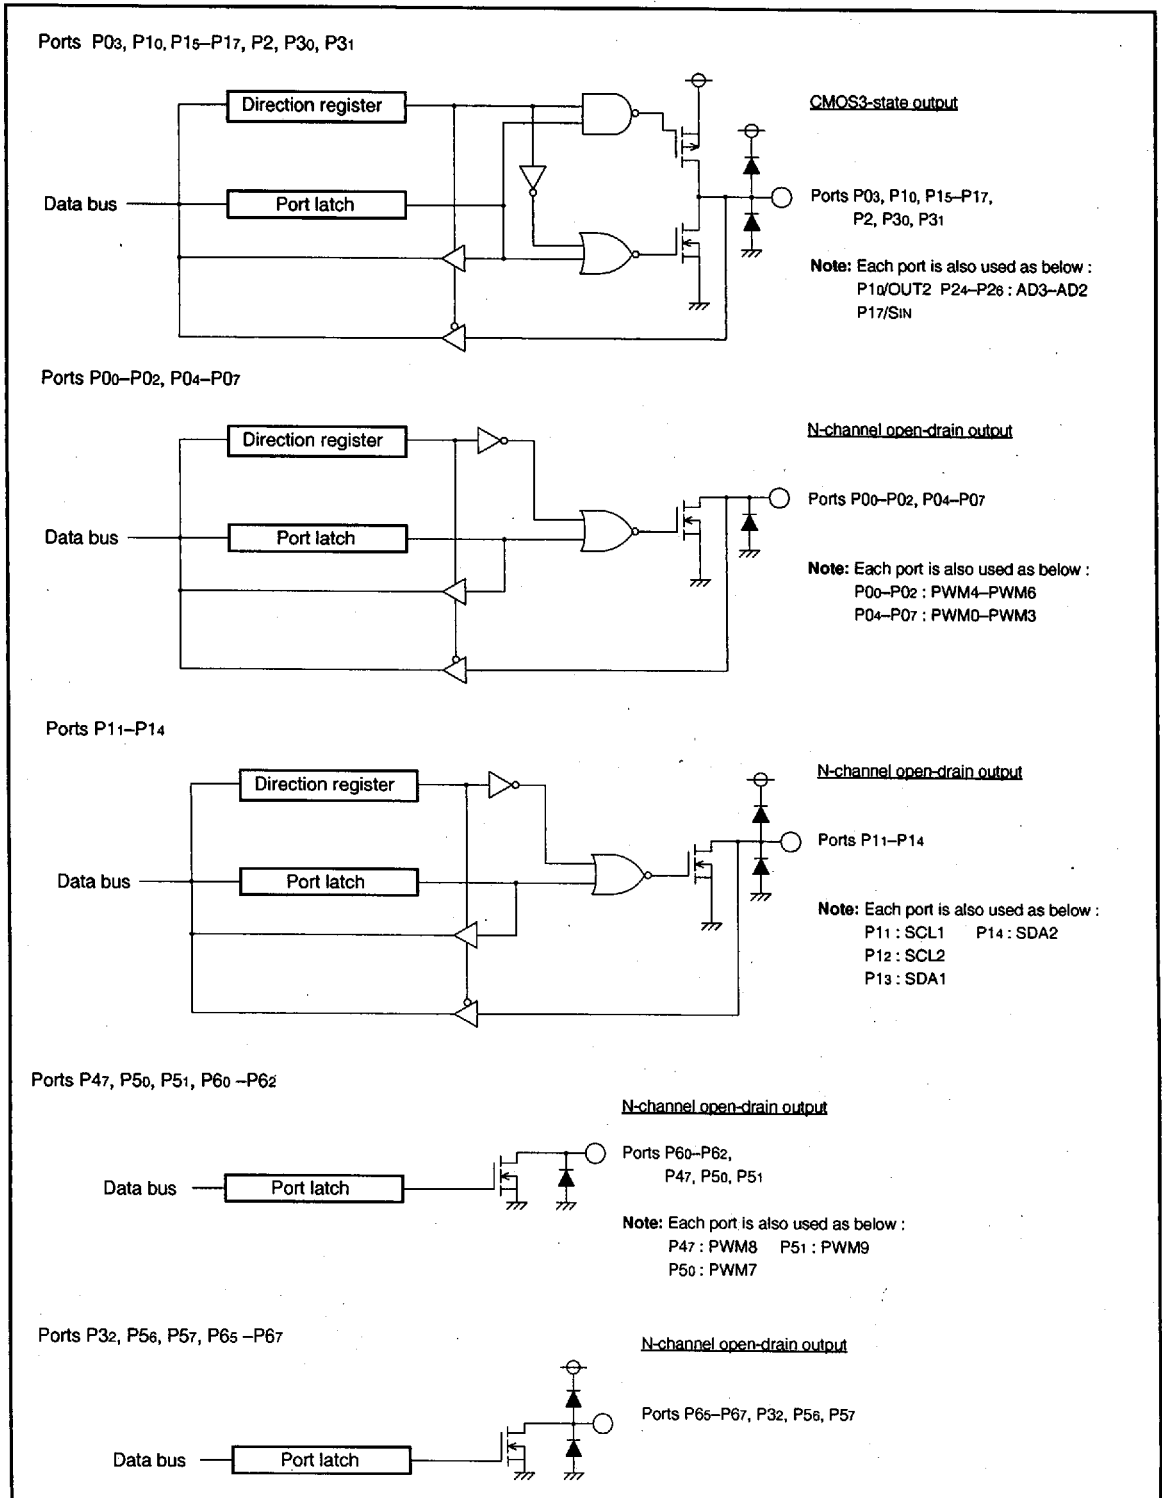 Ports P03, P10, P15–P17, P2, P30, P31
Direction register
CMOS3-state output
Data bus
Port latch
Ports P03, P10, P15–P17,
P2, P30, P31
Note: Each port is also used as below :
P10/OUT2 P24–P26 : AD3–AD2
P17/SIN
Ports P00–P02, P04–P07
Direction register
N-channel open-drain output
Ports P00–P02, P04–P07
Data bus
Port latch
Note: Each port is also used as below :
P00–P02 : PWM4–PWM6
P04–P07 : PWM0–PWM3
Ports P11–P14
Direction register
N-channel open-drain output
Ports P11–P14
Data bus
Port latch
Note: Each port is also used as below :
P11 : SCL1 P14 : SDA2
P12 : SCL2
P13 : SDA1
Ports P47, P50, P51, P60 –P62
N-channel open-drain output
Ports P60–P62,
P47, P50, P51
Data bus
Port latch
Note: Each port is also used as below :
P47 : PWM8 P51 : PWM9
P50 : PWM7
Ports P32, P56, P57, P65 –P67
N-channel open-drain output
Ports P65–P67, P32, P56, P57
Data bus
Port latch